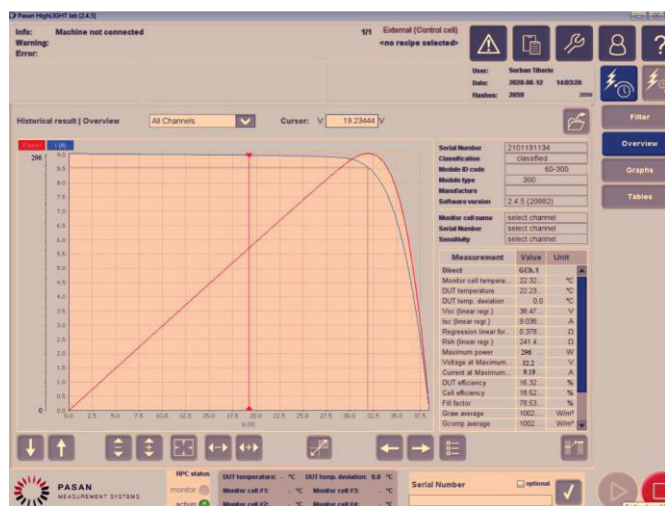 Pasan HighLIGHT lab [2.4.5]
Info: Machine not connected 1/1 External (Control cell)
Warning: <no recipe selected>
Error:
User: Serban Tiberio
Date: 2020-06-12 14:03:26
Flashes: 2659 2659
Historical result | Overview All Channels Cursor: V: 19.23444 V
Filter
Overview
Graphs
Tables
Power I (A)
296 9.0
8.5
8.0
7.5
7.0
6.5
6.0
5.5
5.0
4.5
4.0
3.5
3.0
2.5
2.0
1.5
1.0
0.5
0 0.0
0.0 2.5 5.0 7.5 10.0 12.5 15.0 17.5 20.0 22.5 25.0 27.5 30.0 32.5 35.0 37.5
U (V)
Serial Number 2101191134
Classification classified
Module ID code 60-300
Module type 300
Manufacture
Software version 2.4.5 (20882)
Monitor cell name select channel
Serial Number select channel
Sensitivity select channel
Measurement Value Unit
Direct GCh.1
Monitor cell tempera... 22.32... °C
DUT temperature 22.23... °C
DUT temp. deviation 0.0 °C
Voc (linear regr.) 38.47... V
Isc (linear regr.) 9.038... A
Regression linear for... 0.378... Ω
Rsh (linear regr.) 241.4... Ω
Maximum power 296 W
Voltage at Maximum 32.2 V
Current at Maximum... 9.19 A
DUT efficiency 16.32... %
Cell efficiency 18.52... %
Fill factor 78.53... %
Graw average 1002... W/m²
Gcomp average 1002... W/m²
PASAN
MEASUREMENT SYSTEMS
RPC status
monitor
action
DUT temperature: - °C DUT temp. deviation: 0.0 °C
Monitor cell #1: - °C Monitor cell #3: - °C
Monitor cell #2: - °C Monitor cell #4: - °C
Serial Number optional